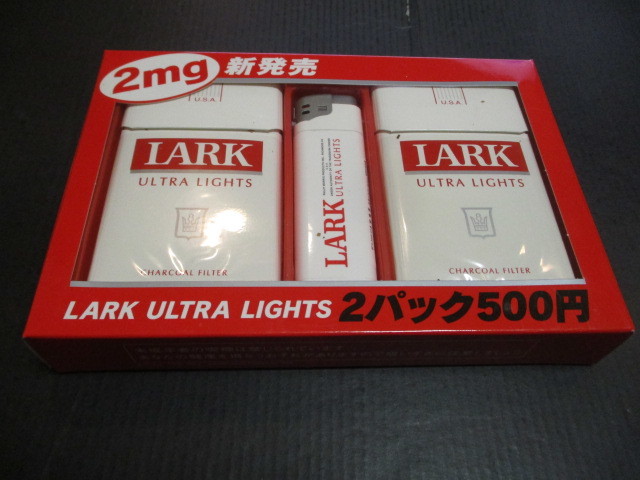 2mg 新発売
U.S.A.
LARK
ULTRA LIGHTS
CHARCOAL FILTER
LARK
ULTRA LIGHTS
U.S.A.
LARK
ULTRA LIGHTS
CHARCOAL FILTER
LARK ULTRA LIGHTS 2パック500円